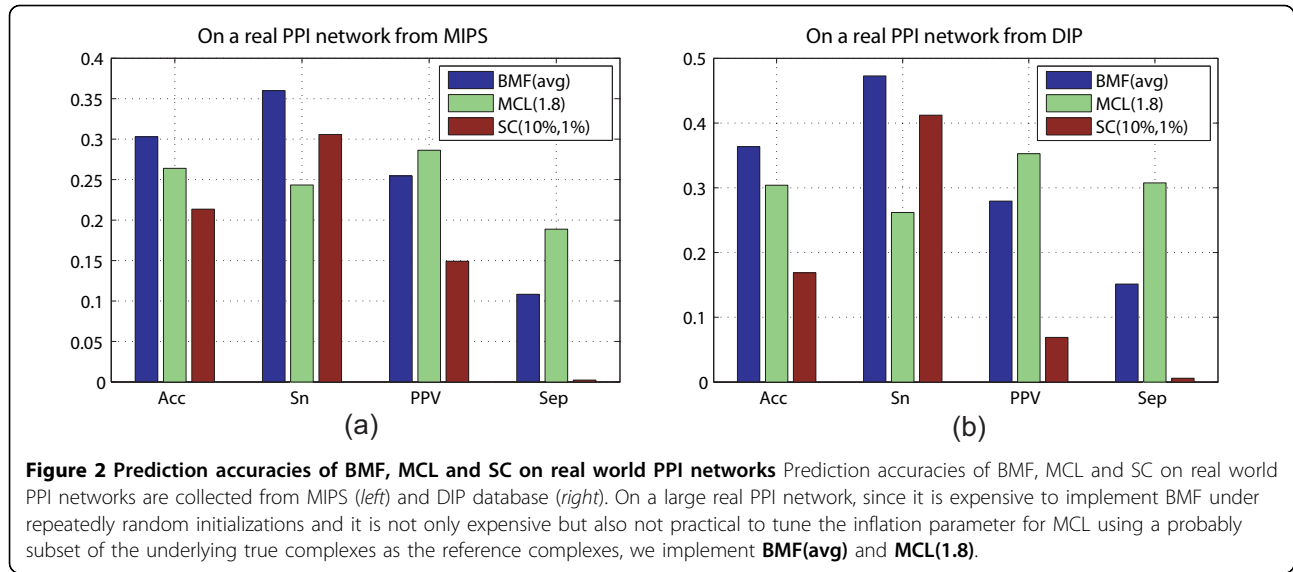 On a real PPI network from MIPS
0.4
0.35
0.3
0.25
0.2
0.15
0.1
0.05
0
BMF(avg)
MCL(1.8)
SC(10%,1%)
Acc
Sn
PPV
Sep
(a)
On a real PPI network from DIP
0.5
0.4
0.3
0.2
0.1
0
BMF(avg)
MCL(1.8)
SC(10%,1%)
Acc
Sn
PPV
Sep
(b)
Figure 2 Prediction accuracies of BMF, MCL and SC on real world PPI networks Prediction accuracies of BMF, MCL and SC on real world
PPI networks are collected from MIPS (left) and DIP database (right). On a large real PPI network, since it is expensive to implement BMF under
repeatedly random initializations and it is not only expensive but also not practical to tune the inflation parameter for MCL using a probably
subset of the underlying true complexes as the reference complexes, we implement BMF(avg) and MCL(1.8).